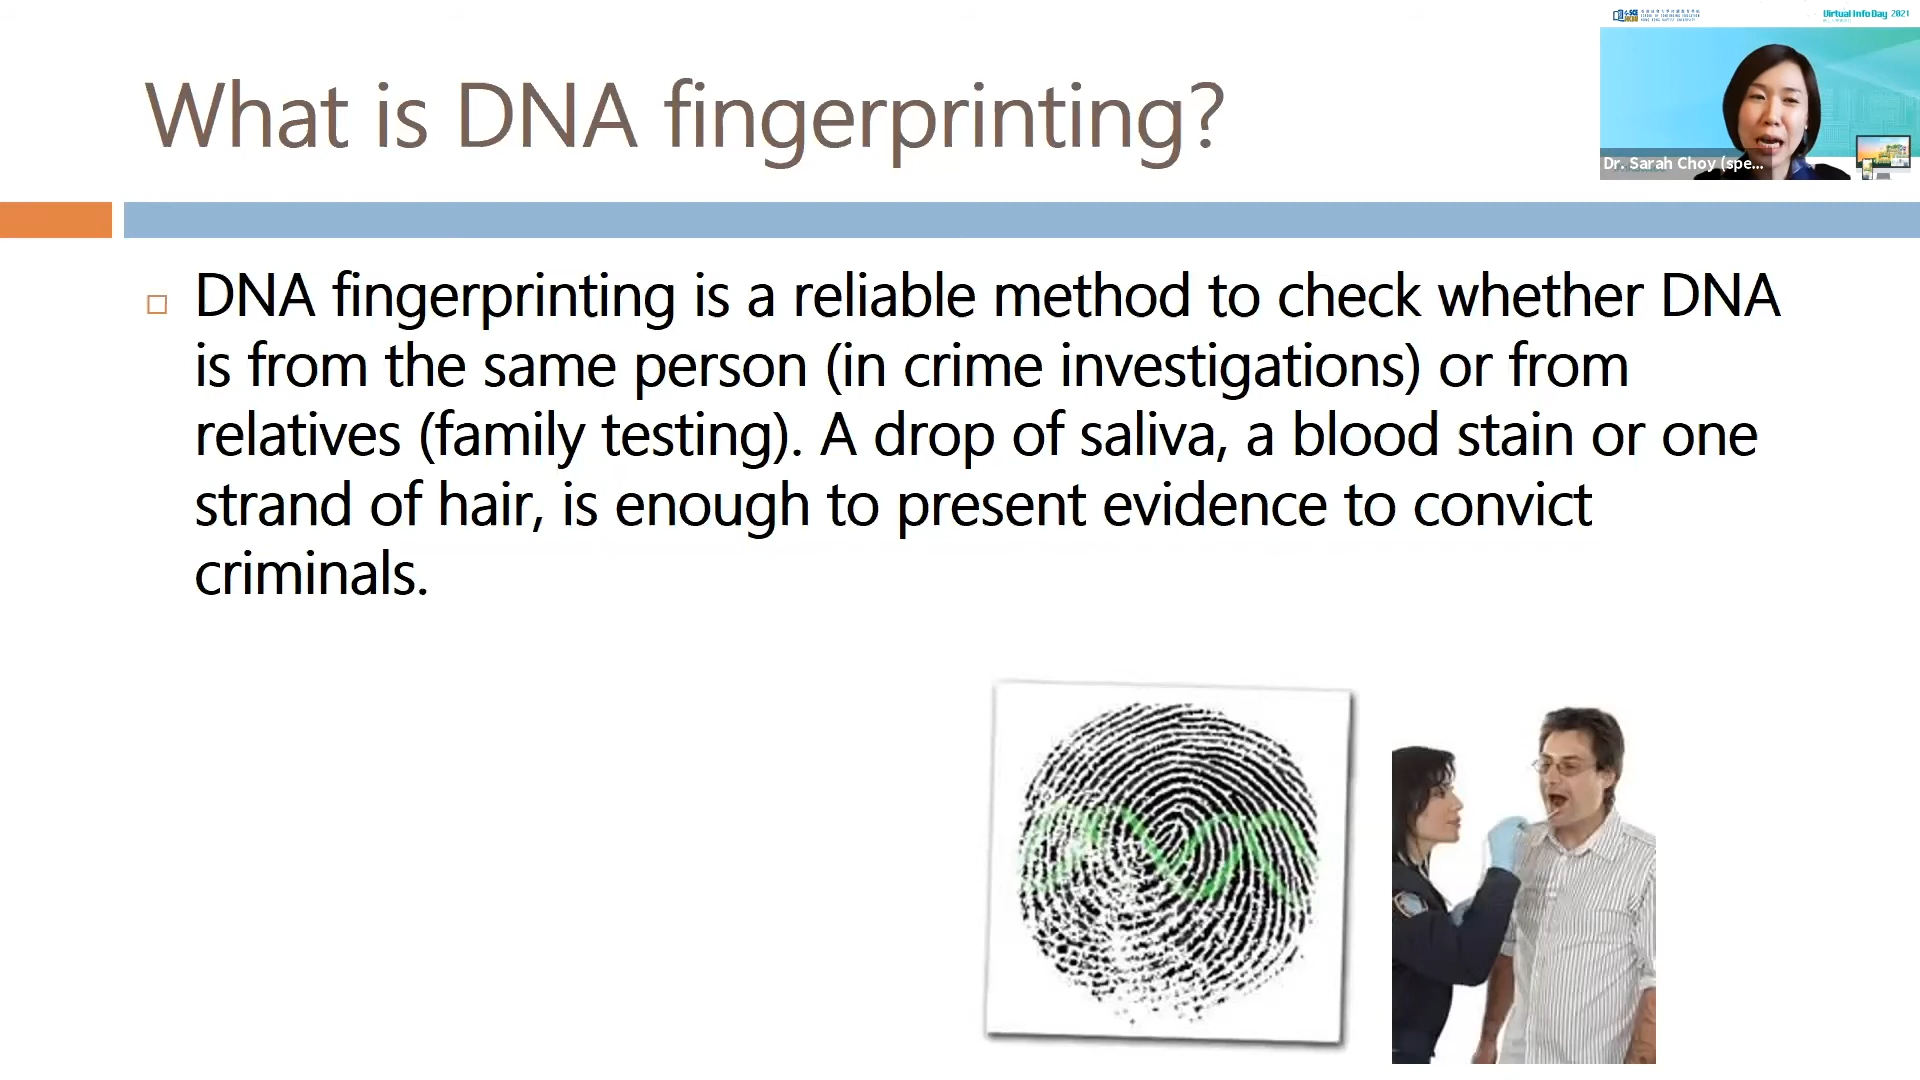 Virtual InfoDay 2021
What is DNA fingerprinting?
Dr. Sarah Choy (spe...
DNA fingerprinting is a reliable method to check whether DNA
is from the same person (in crime investigations) or from
relatives (family testing). A drop of saliva, a blood stain or one
strand of hair, is enough to present evidence to convict
criminals.